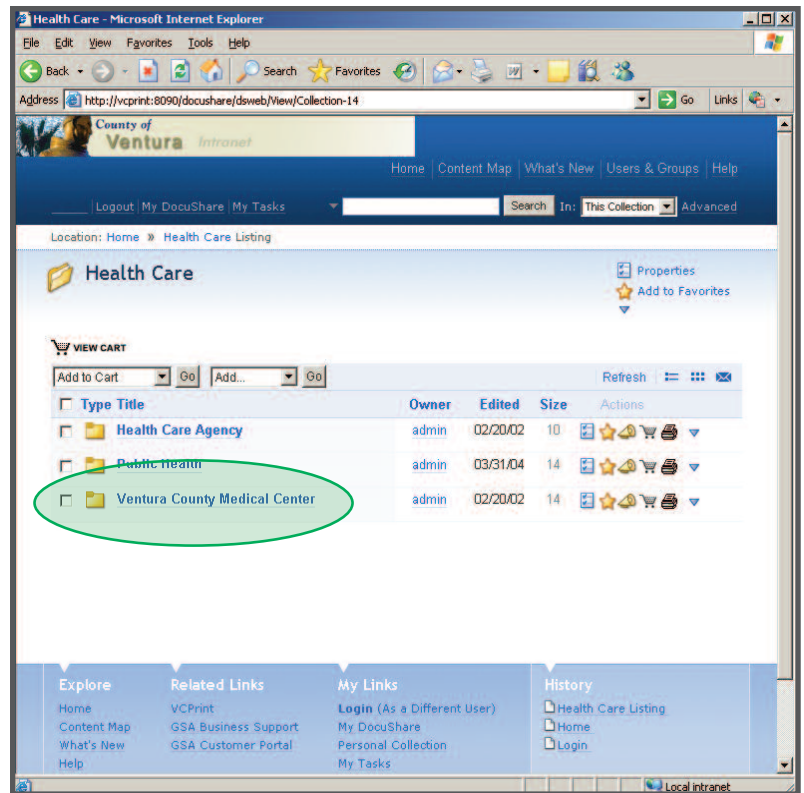 Health Care - Microsoft Internet Explorer
File Edit View Favorites Tools Help
Back Search Favorites
Address http://vcprint:8090/docushare/dsweb/View/Collection-14 Go Links
County of
Ventura Intranet
Home Content Map What's New Users & Groups Help
Logout My DocuShare My Tasks Search In: This Collection Advanced
Location: Home » Health Care Listing
Health Care
Properties
Add to Favorites
VIEW CART
Add to Cart Go Add... Go Refresh
Type Title Owner Edited Size Actions
Health Care Agency admin 02/20/02 10
Public Health admin 03/31/04 14
Ventura County Medical Center admin 02/20/02 14
Explore Related Links My Links History
Home VCPrint Login (As a Different User) Health Care Listing
Content Map GSA Business Support My DocuShare Home
What's New GSA Customer Portal Personal Collection Login
Help My Tasks
Local intranet